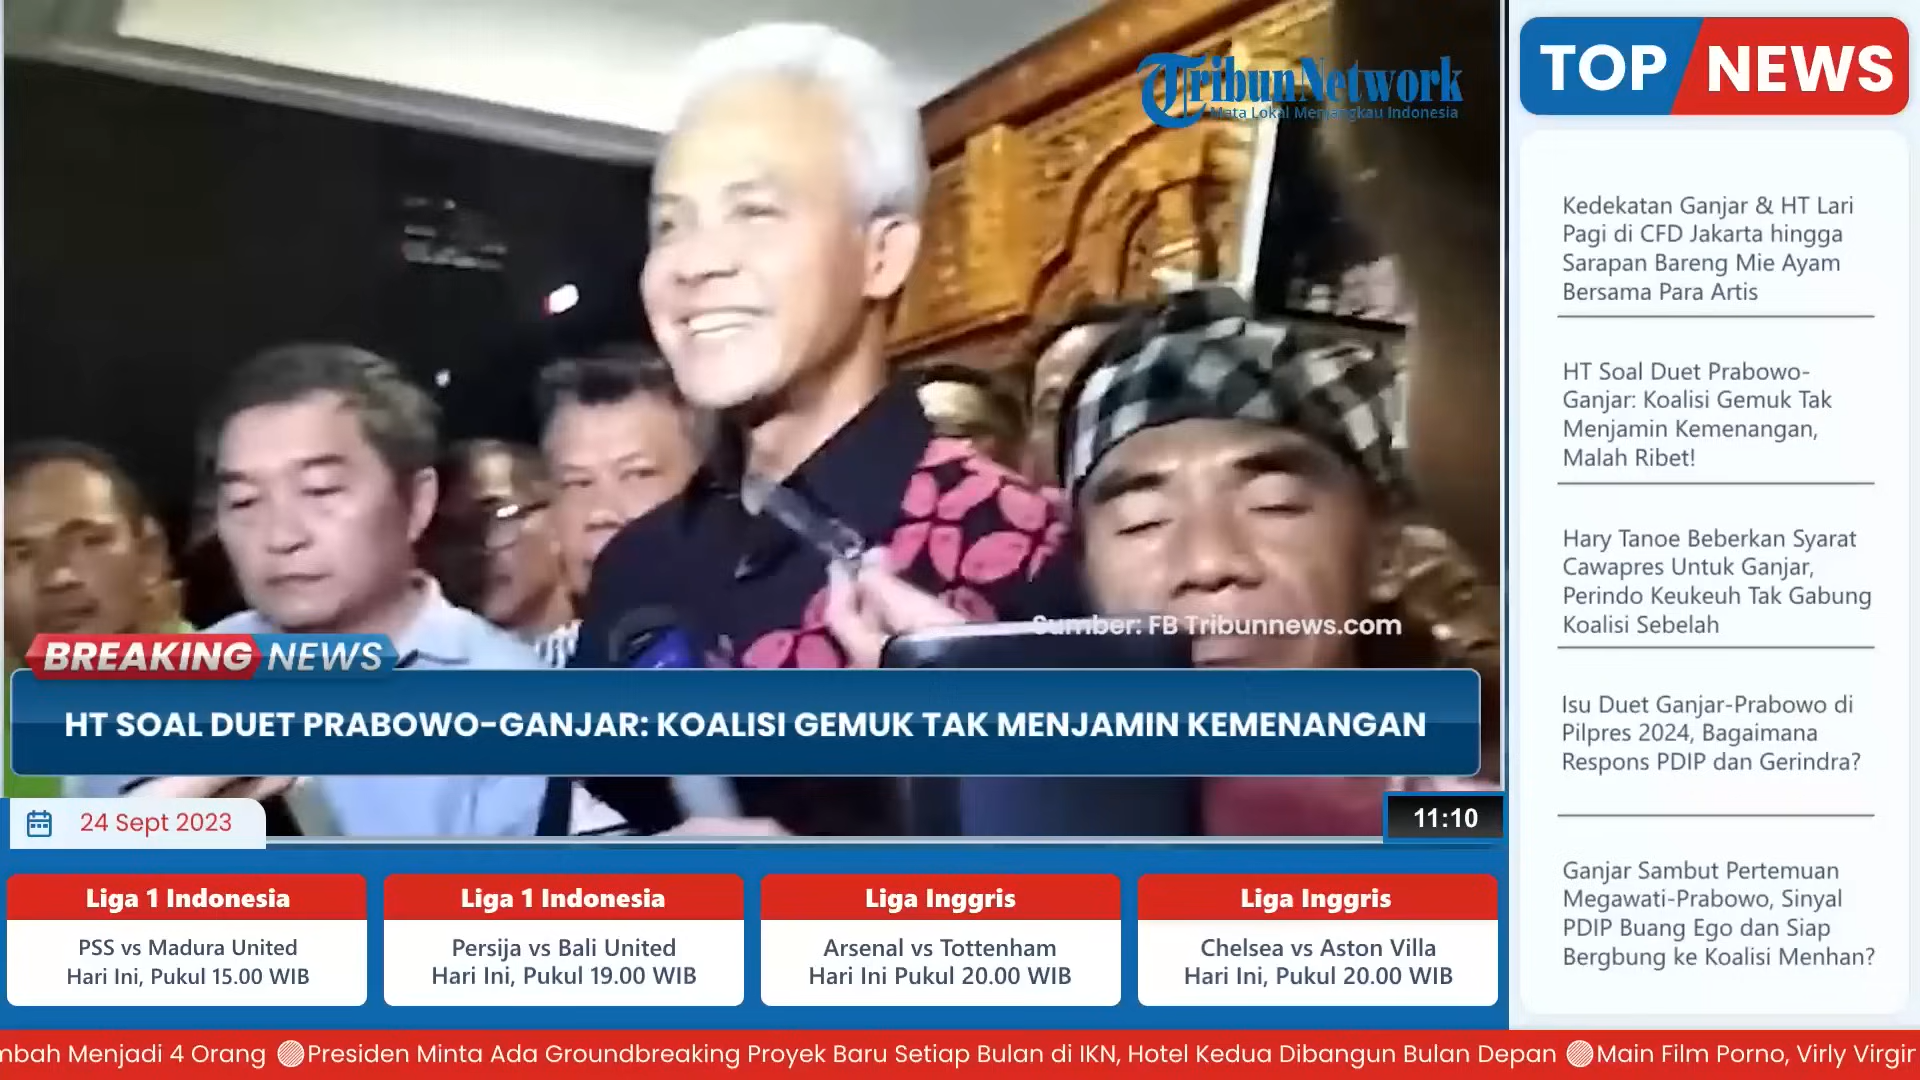 TribunNetwork
Mata Lokal Menjangkau Indonesia
TOP NEWS
Kedekatan Ganjar & HT Lari
Pagi di CFD Jakarta hingga
Sarapan Bareng Mie Ayam
Bersama Para Artis
HT Soal Duet Prabowo-
Ganjar: Koalisi Gemuk Tak
Menjamin Kemenangan,
Malah Ribet!
Hary Tanoe Beberkan Syarat
Cawapres Untuk Ganjar,
Perindo Keukeuh Tak Gabung
Koalisi Sebelah
Isu Duet Ganjar-Prabowo di
Pilpres 2024, Bagaimana
Respons PDIP dan Gerindra?
Ganjar Sambut Pertemuan
Megawati-Prabowo, Sinyal
PDIP Buang Ego dan Siap
Bergbung ke Koalisi Menhan?
Sumber: FB Tribunnews.com
BREAKING NEWS
HT SOAL DUET PRABOWO-GANJAR: KOALISI GEMUK TAK MENJAMIN KEMENANGAN
24 Sept 2023
11:10
Liga 1 Indonesia
PSS vs Madura United
Hari Ini, Pukul 15.00 WIB
Liga 1 Indonesia
Persija vs Bali United
Hari Ini, Pukul 19.00 WIB
Liga Inggris
Arsenal vs Tottenham
Hari Ini Pukul 20.00 WIB
Liga Inggris
Chelsea vs Aston Villa
Hari Ini, Pukul 20.00 WIB
mbah Menjadi 4 Orang Presiden Minta Ada Groundbreaking Proyek Baru Setiap Bulan di IKN, Hotel Kedua Dibangun Bulan Depan Main Film Porno, Virly Virgin